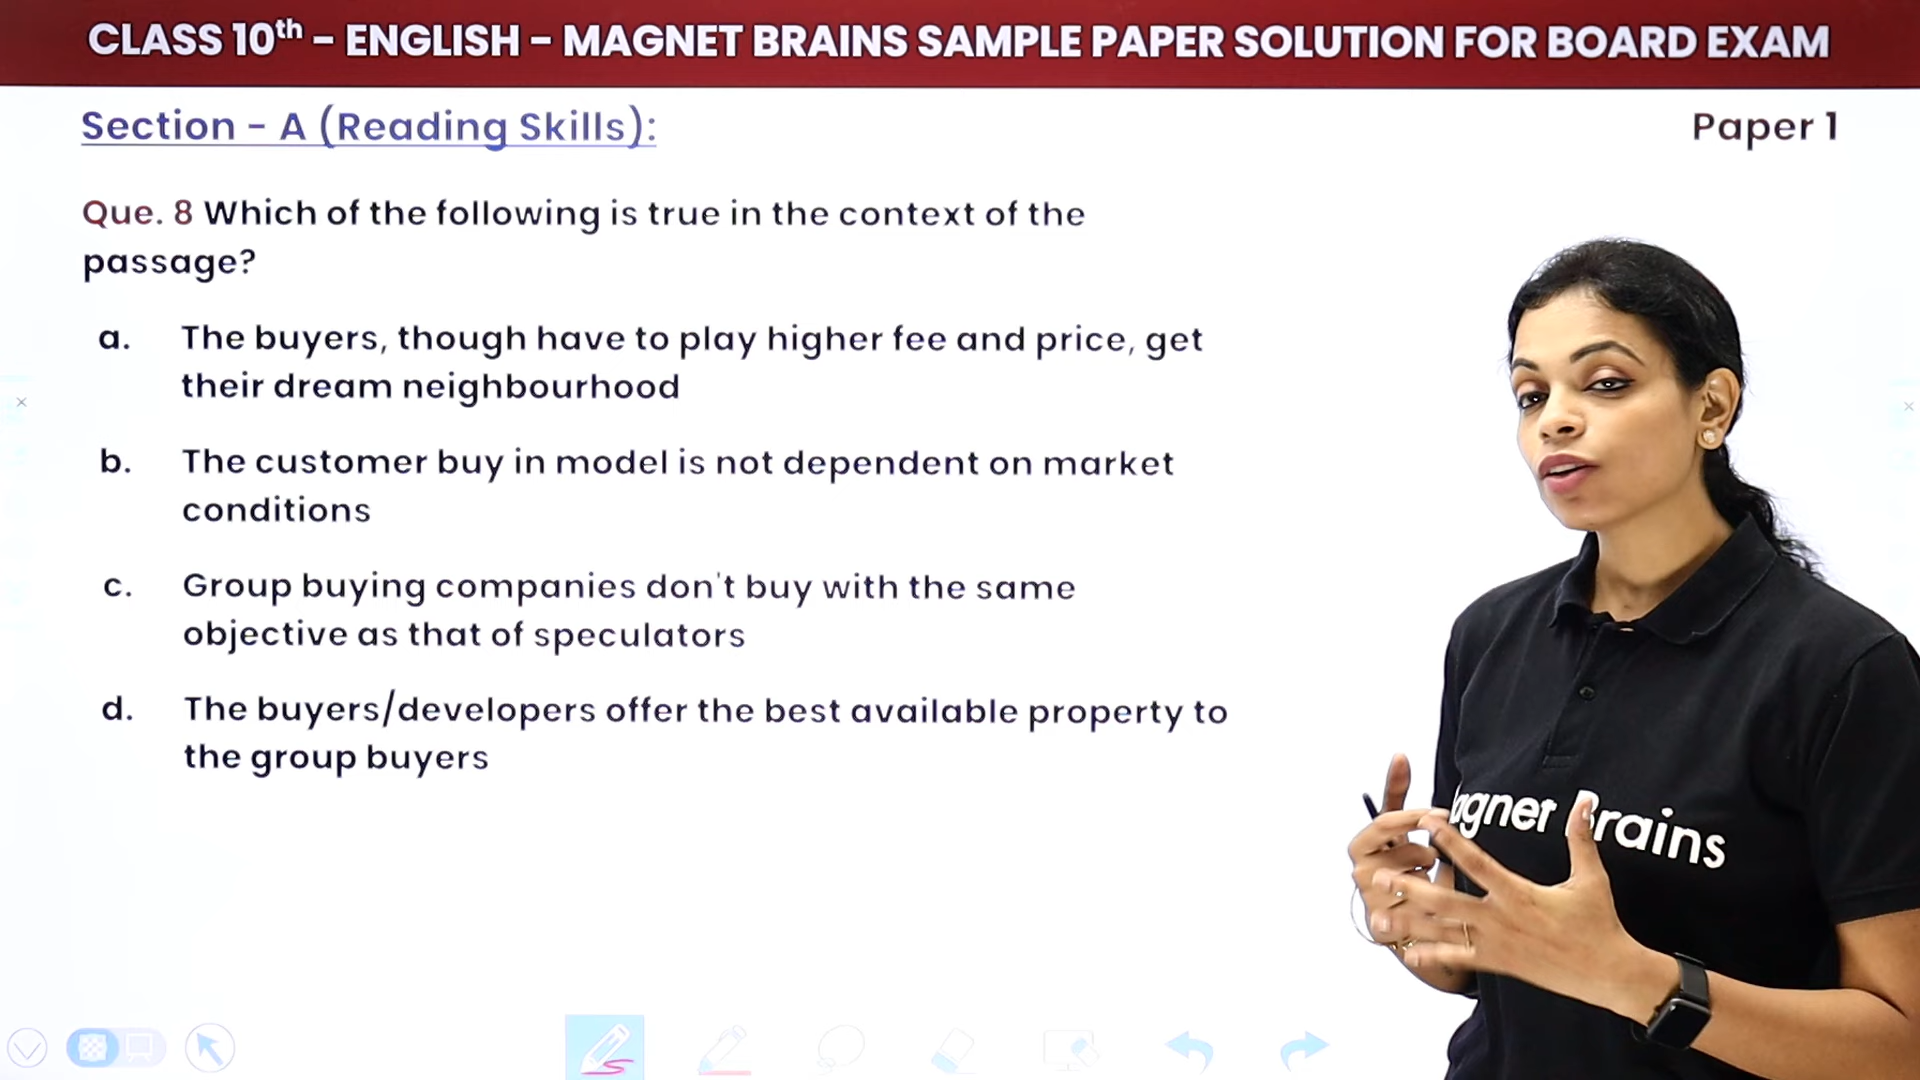 CLASS 10th – ENGLISH – MAGNET BRAINS SAMPLE PAPER SOLUTION FOR BOARD EXAM
Section - A (Reading Skills):
Paper 1
Que. 8 Which of the following is true in the context of the
passage?
a. The buyers, though have to play higher fee and price, get
their dream neighbourhood
b. The customer buy in model is not dependent on market
conditions
c. Group buying companies don't buy with the same
objective as that of speculators
d. The buyers/developers offer the best available property to
the group buyers
agnet Brains